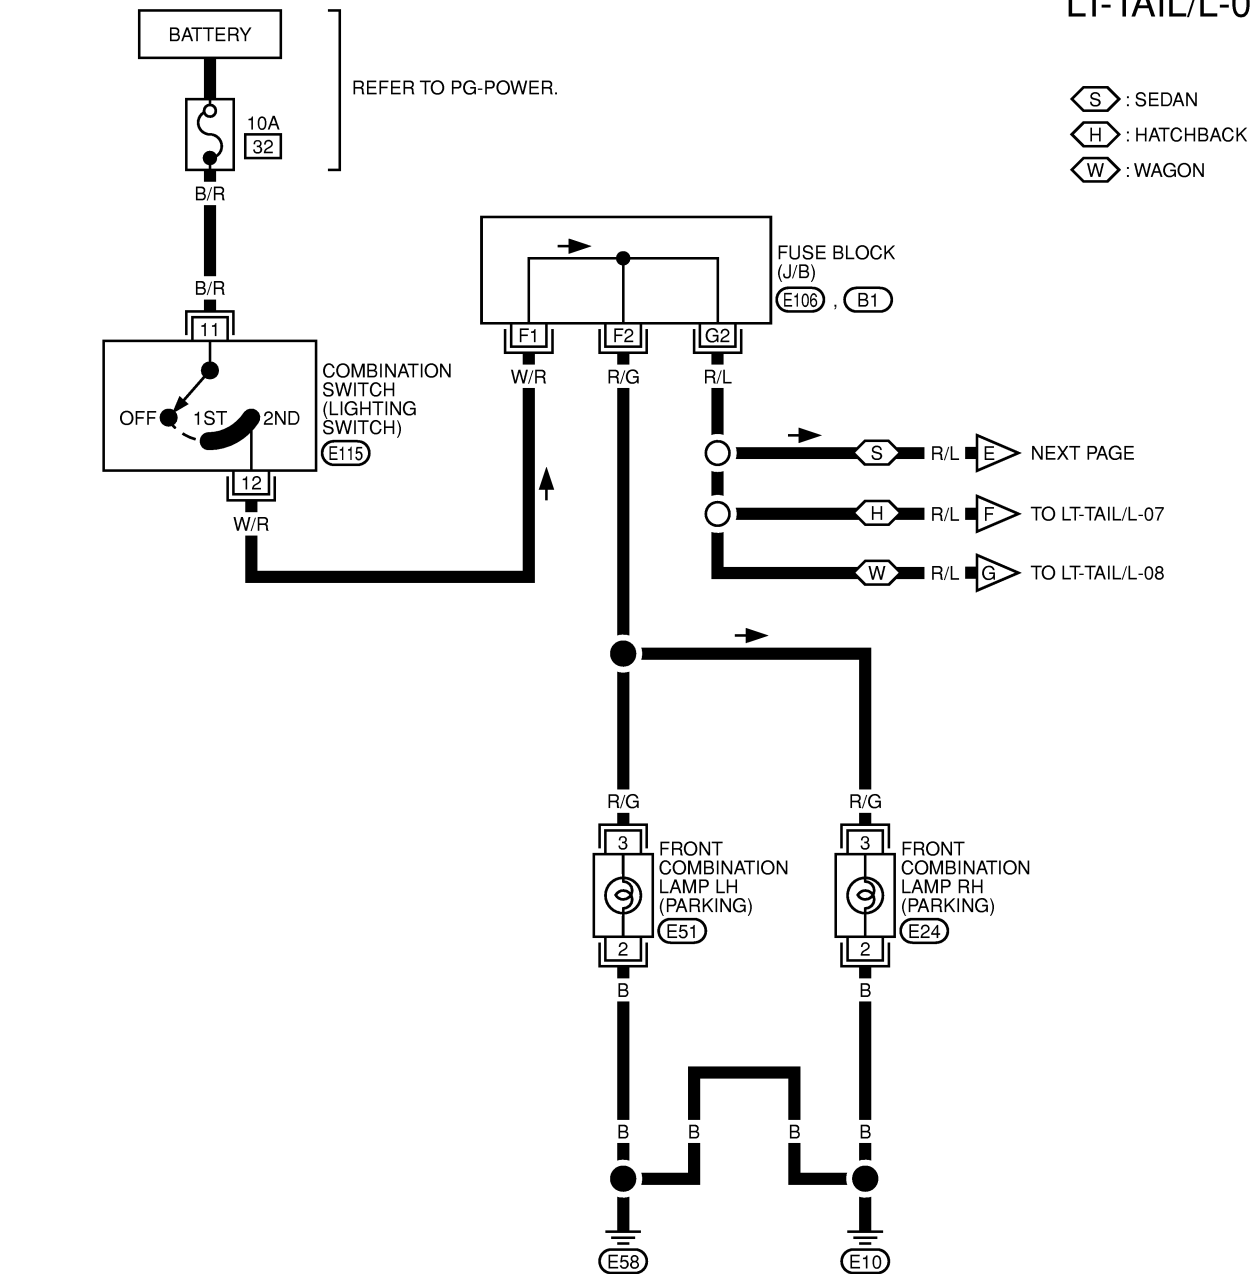 LT-TAIL/L-0
BATTERY
REFER TO PG-POWER.
10A
32
B/R
B/R
11
COMBINATION
SWITCH
(LIGHTING
SWITCH)
E115
OFF
1ST
2ND
12
W/R
S : SEDAN
H : HATCHBACK
W : WAGON
FUSE BLOCK
(J/B)
E106 , B1
F1
F2
G2
W/R
R/G
R/L
S R/L E NEXT PAGE
H R/L F TO LT-TAIL/L-07
W R/L G TO LT-TAIL/L-08
R/G
R/G
3
FRONT
COMBINATION
LAMP LH
(PARKING)
E51
2
3
FRONT
COMBINATION
LAMP RH
(PARKING)
E24
2
B
B
B
B
B
B
E58
E10